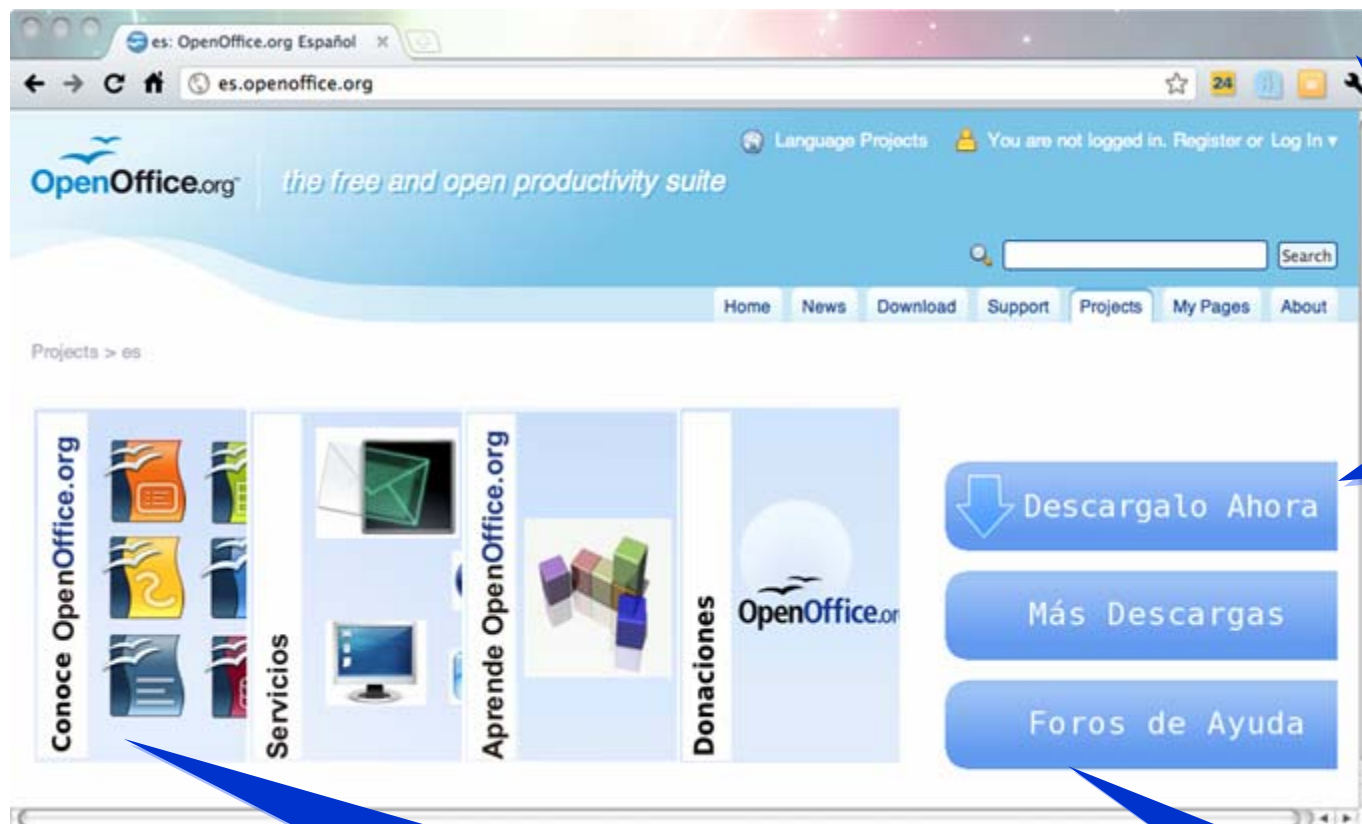 es: OpenOffice.org Español
es.openoffice.org
24
Language Projects
You are not logged in. Register or Log In
OpenOffice.org
the free and open productivity suite
Search
Home News Download Support Projects My Pages About
Projects > es
Conoce OpenOffice.org
Servicios
Aprende OpenOffice.org
Donaciones
OpenOffice.or
Descargalo Ahora
Más Descargas
Foros de Ayuda